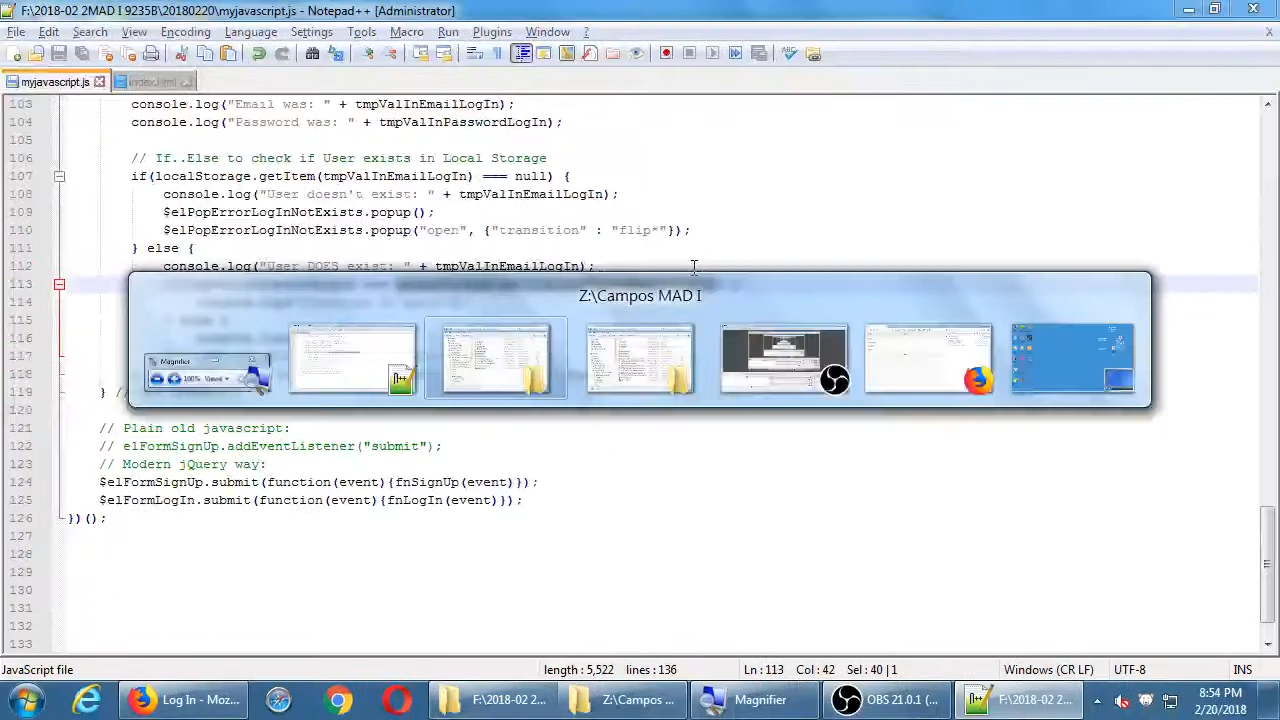 F:\2018-02 2MAD I 9235B\20180220\myjavascript.js - Notepad++ [Administrator]
File Edit Search View Encoding Language Settings Tools Macro Run Plugins Window ?
myjavascript.js index.html
103 console.log("Email was: " + tmpValInEmailLogIn);
104 console.log("Password was: " + tmpValInPasswordLogIn);
105
106 // If..Else to check if User exists in Local Storage
107 if(localStorage.getItem(tmpValInEmailLogIn) === null) {
108 console.log("User doesn't exist: " + tmpValInEmailLogIn);
109 $elPopErrorLogInNotExists.popup();
110 $elPopErrorLogInNotExists.popup("open", {"transition" : "flip"});
111 } else {
112 console.log("User DOES exist: " + tmpValInEmailLogIn);
113
Z:\Campos MAD I
114
115
116
Magnifier
100% Views
117
118
119 } //
120
121 // Plain old javascript:
122 // elFormSignUp.addEventListener("submit");
123 // Modern jQuery way:
124 $elFormSignUp.submit(function(event){fnSignUp(event)});
125 $elFormLogIn.submit(function(event){fnLogIn(event)});
126 })();
127
128
129
130
131
132
133
JavaScript file length : 5,522 lines : 136 Ln : 113 Col : 42 Sel : 40 | 1 Windows (CR LF) UTF-8 INS
Log In - Moz... F:\2018-02 2... Z:\Campos ... Magnifier OBS 21.0.1 (... F:\2018-02 2... 8:54 PM
2/20/2018